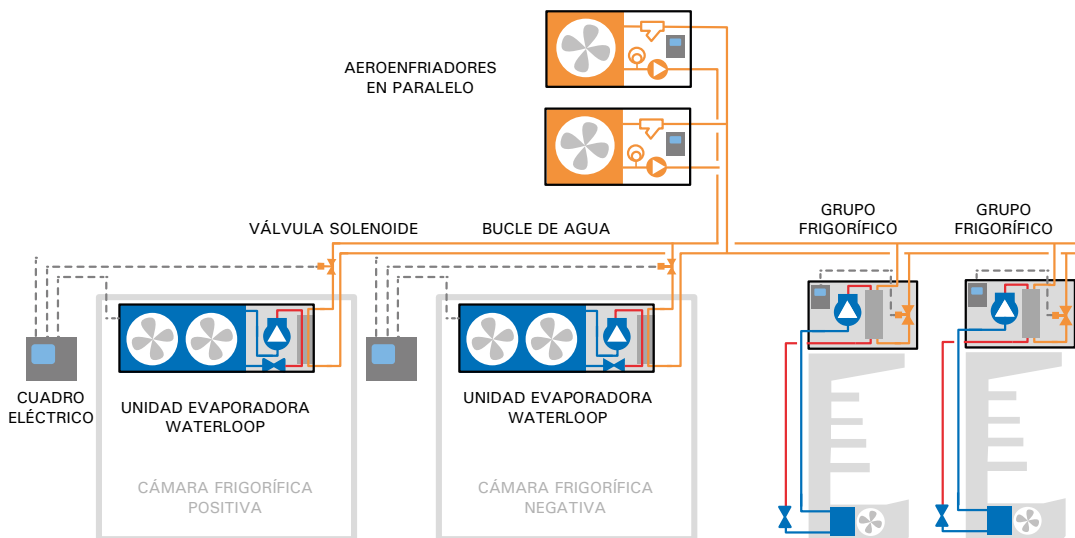 AEROENFRIADORES
EN PARALELO
VÁLVULA SOLENOIDE
BUCLE DE AGUA
GRUPO
FRIGORÍFICO
GRUPO
FRIGORÍFICO
CUADRO
ELÉCTRICO
UNIDAD EVAPORADORA
WATERLOOP
UNIDAD EVAPORADORA
WATERLOOP
CÁMARA FRIGORÍFICA
POSITIVA
CÁMARA FRIGORÍFICA
NEGATIVA